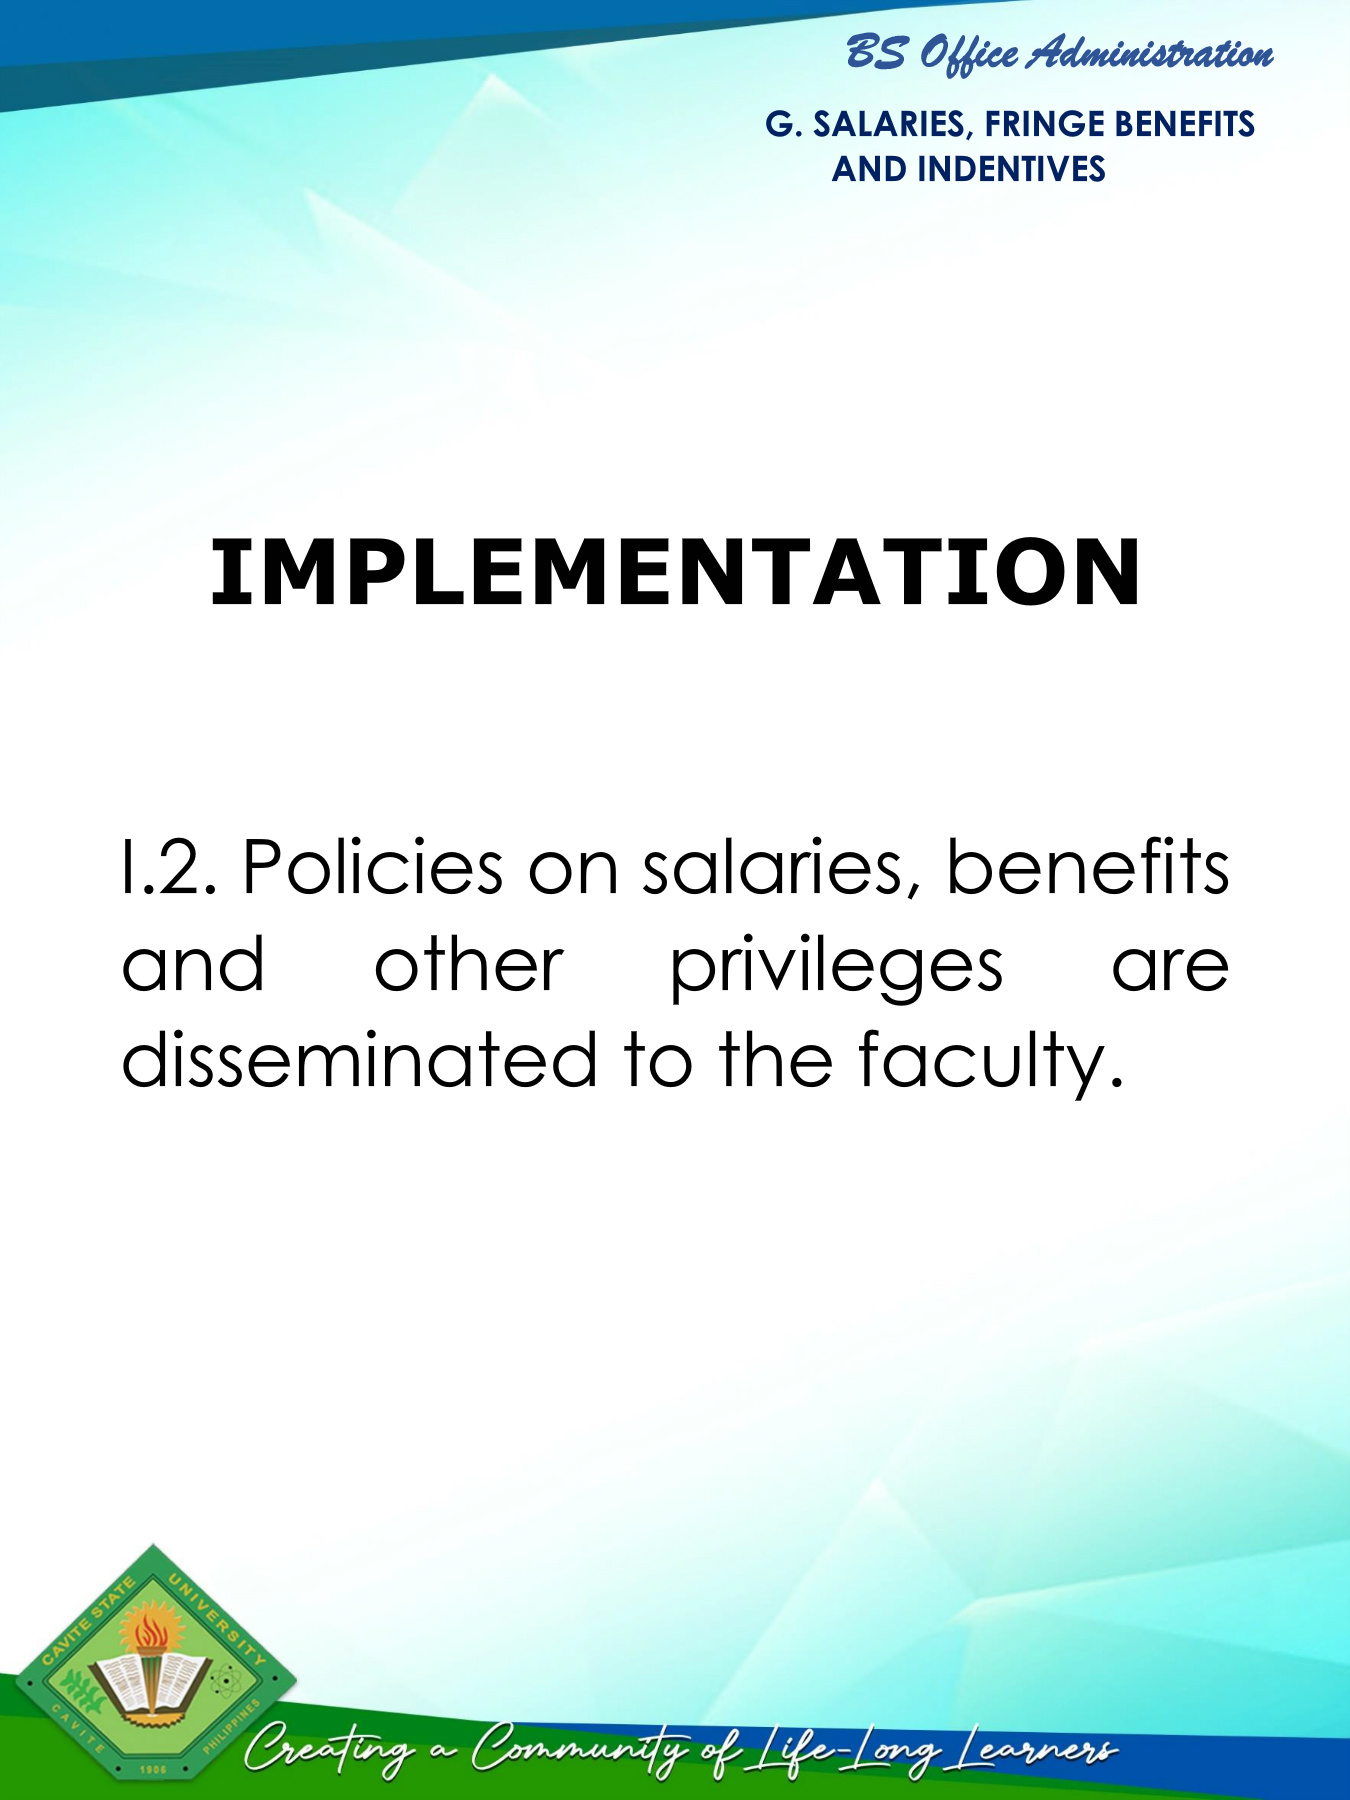 BS Office Administration
G. SALARIES, FRINGE BENEFITS
AND INDENTIVES
IMPLEMENTATION
I.2. Policies on salaries, benefits
and other privileges are
disseminated to the faculty.
CAVITE STATE UNIVERSITY
CAVITE PHILIPPINES
1906
Creating a Community of Life-Long Learners